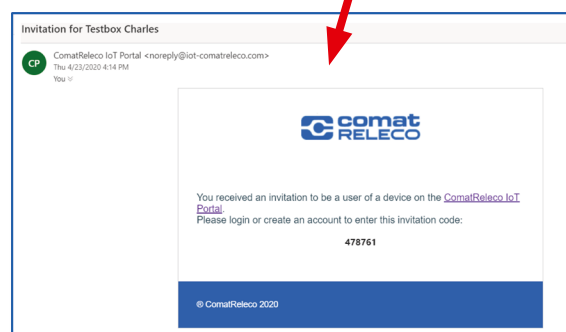 Invitation for Testbox Charles
CP
ComatReleco IoT Portal <noreply@iot-comatreleco.com>
Thu 4/23/2020 4:14 PM
You
comat
RELECO
You received an invitation to be a user of a device on the ComatReleco IoT
Portal.
Please login or create an account to enter this invitation code:
478761
® ComatReleco 2020